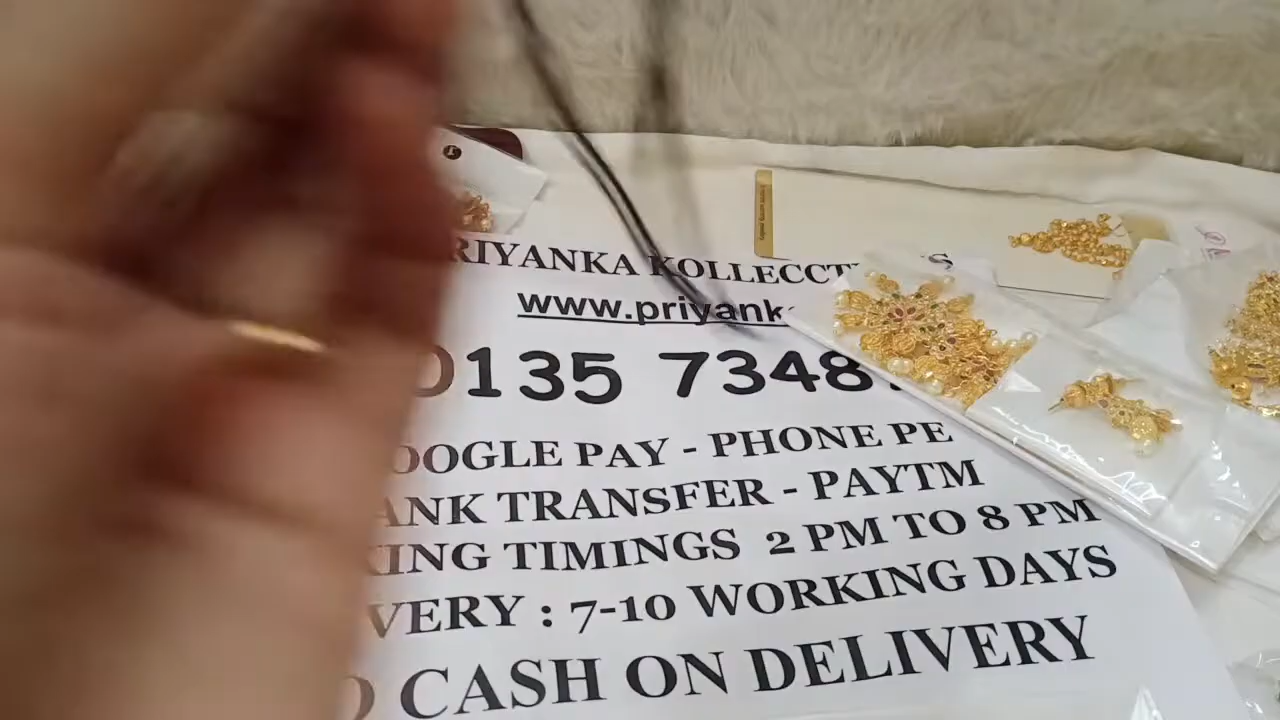 RIYANKA KOLLECCT
www.priyank
0135 7348
OOGLE PAY - PHONE PE
ANK TRANSFER - PAYTM
KING TIMINGS 2 PM TO 8 PM
VERY : 7-10 WORKING DAYS
CASH ON DELIVERY